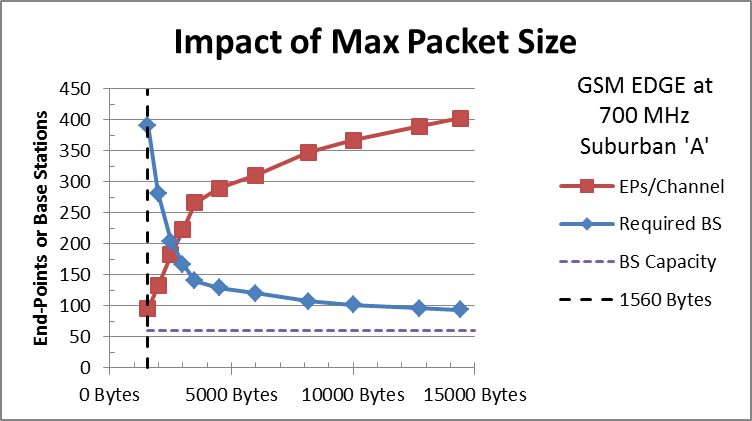 Impact of Max Packet Size
End-Points or Base Stations
450
400
350
300
250
200
150
100
50
0
0 Bytes
5000 Bytes
10000 Bytes
15000 Bytes
GSM EDGE at
700 MHz
Suburban 'A'
EPs/Channel
Required BS
BS Capacity
1560 Bytes